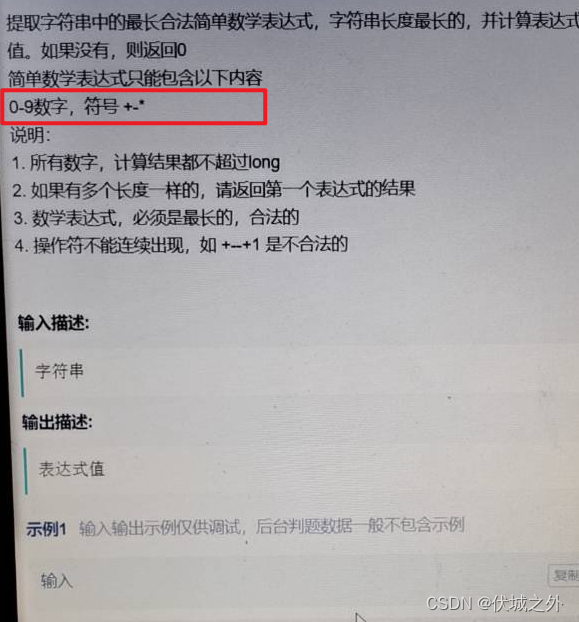 提取字符串中的最长合法简单数学表达式，字符串长度最长的，并计算表达式
值。如果没有，则返回0
简单数学表达式只能包含以下内容
0-9数字，符号 +-*
说明：
1. 所有数字，计算结果都不超过long
2. 如果有多个长度一样的，请返回第一个表达式的结果
3. 数学表达式，必须是最长的，合法的
4. 操作符不能连续出现，如 +--+1 是不合法的
输入描述:
字符串
输出描述:
表达式值
示例1 输入输出示例仅供调试，后台判题数据一般不包含示例
输入
复制
CSDN @伏城之外